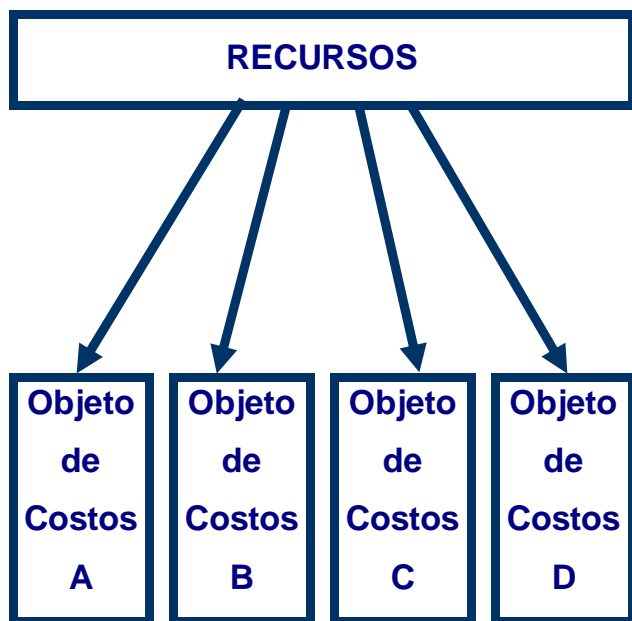 RECURSOS
Objeto
de
Costos
A
Objeto
de
Costos
B
Objeto
de
Costos
C
Objeto
de
Costos
D